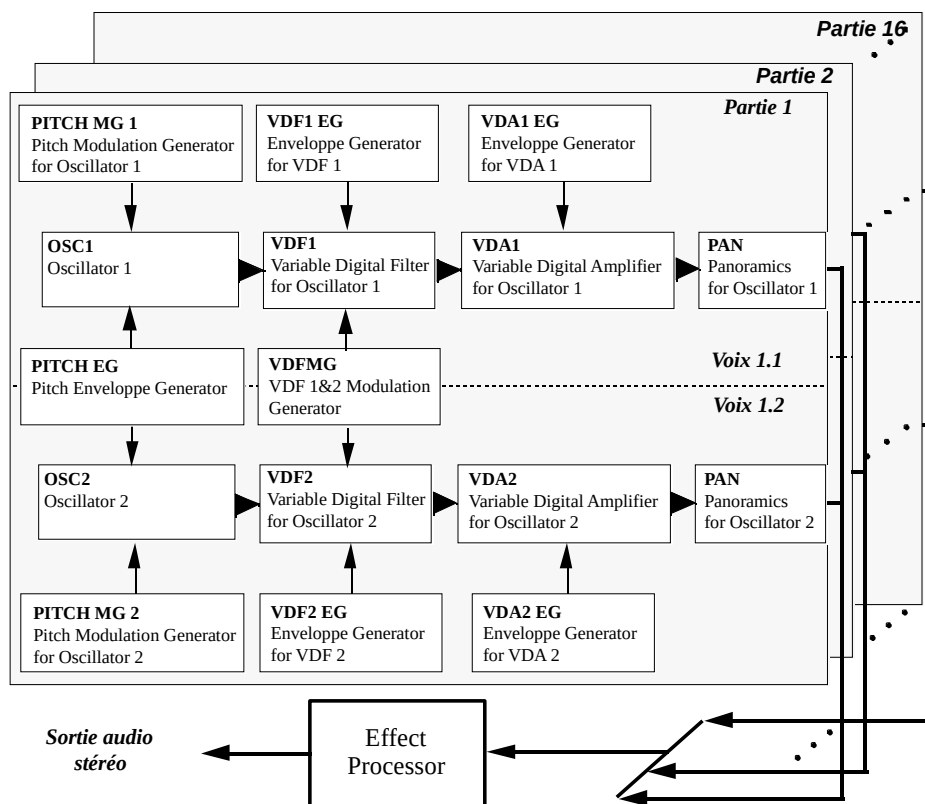 Partie 16
Partie 2
Partie 1
PITCH MG 1
Pitch Modulation Generator
for Oscillator 1
VDF1 EG
Enveloppe Generator
for VDF 1
VDA1 EG
Enveloppe Generator
for VDA 1
OSC1
Oscillator 1
VDF1
Variable Digital Filter
for Oscillator 1
VDA1
Variable Digital Amplifier
for Oscillator 1
PAN
Panoramics
for Oscillator 1
PITCH EG
Pitch Enveloppe Generator
VDFMG
VDF 1&2 Modulation
Generator
Voix 1.1
Voix 1.2
OSC2
Oscillator 2
VDF2
Variable Digital Filter
for Oscillator 2
VDA2
Variable Digital Amplifier
for Oscillator 2
PAN
Panoramics
for Oscillator 2
PITCH MG 2
Pitch Modulation Generator
for Oscillator 2
VDF2 EG
Enveloppe Generator
for VDF 2
VDA2 EG
Enveloppe Generator
for VDA 2
Sortie audio
stéréo
Effect
Processor